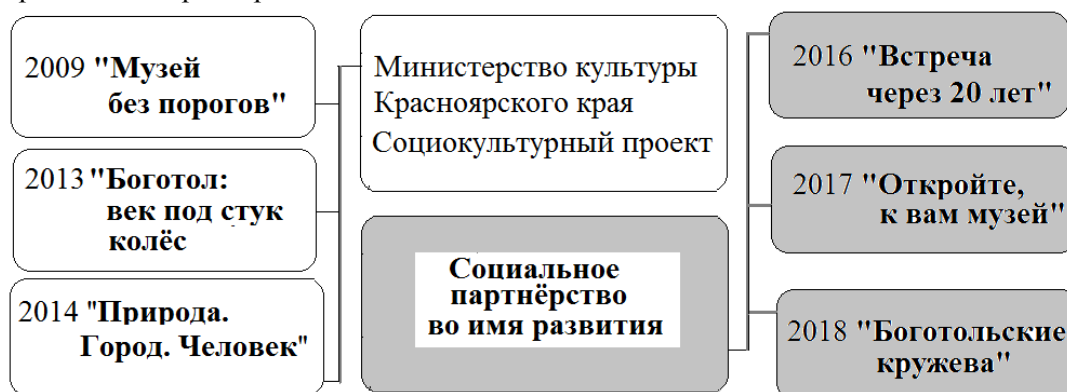 2009 "Музей
без порогов"
2013 "Боготол:
век под стук
колёс
2014 "Природа.
Город. Человек"
Министерство культуры
Красноярского края
Социокультурный проект
Социальное
партнёрство
во имя развития
2016 "Встреча
через 20 лет"
2017 "Откройте,
к вам музей"
2018 "Боготольские
кружева"